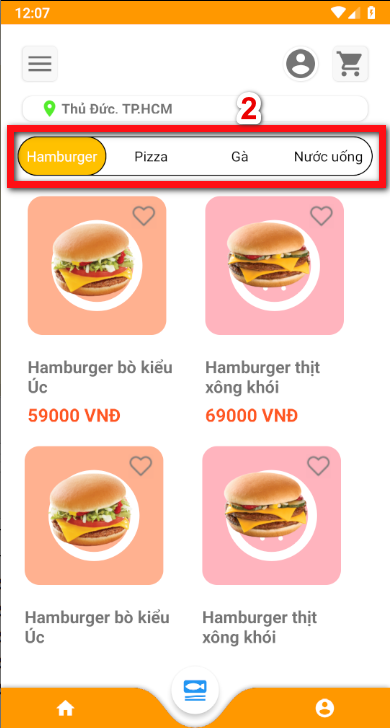 12:07
Thủ Đức. TP.HCM
2
Hamburger Pizza Gà Nước uống
Hamburger bò kiểu
Úc
59000 VNĐ
Hamburger thịt
xông khói
69000 VNĐ
Hamburger bò kiểu
Úc
Hamburger thịt
xông khói